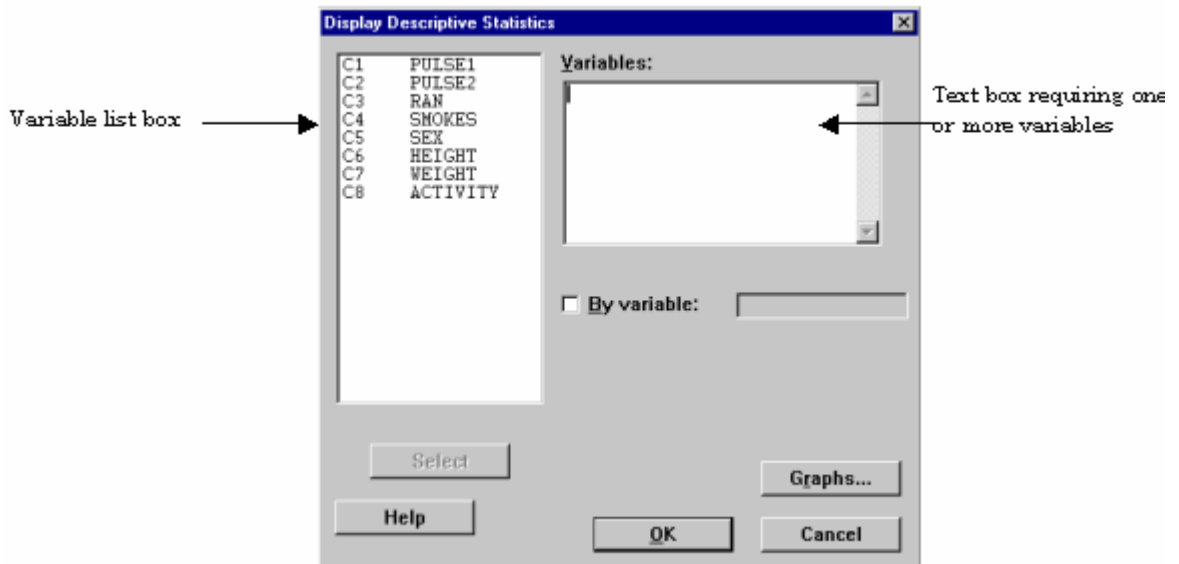 Display Descriptive Statistics
C1 PULSE1
C2 PULSE2
C3 RAN
C4 SMOKES
C5 SEX
C6 HEIGHT
C7 WEIGHT
C8 ACTIVITY
Variable list box
Variables:
Text box requiring one
or more variables
By variable:
Select
Graphs...
Help
OK
Cancel